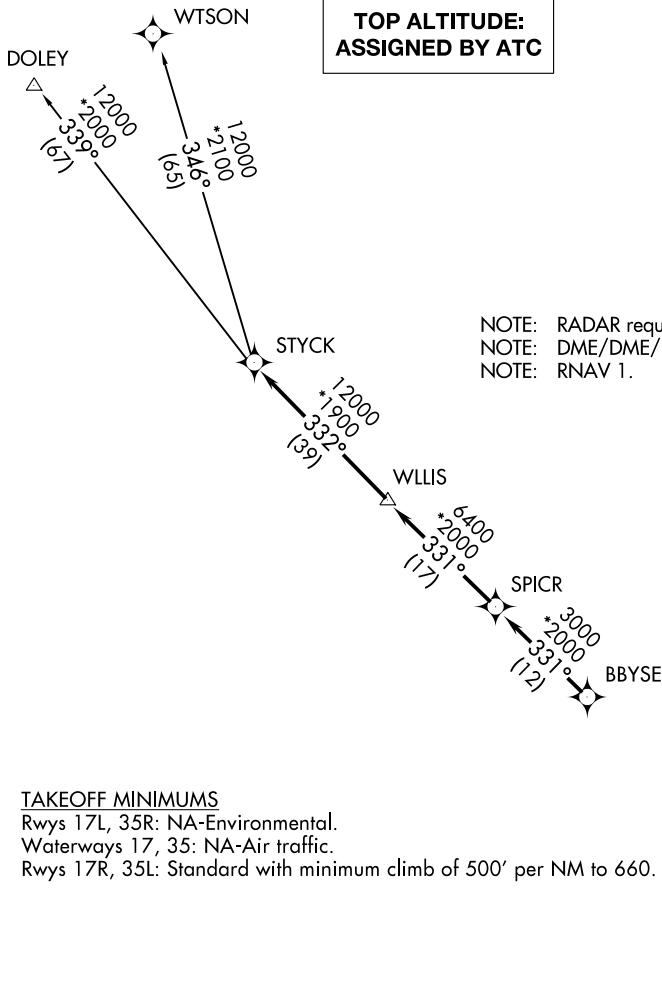 WTSON
TOP ALTITUDE:
ASSIGNED BY ATC
DOLEY
12000
*2000
339°
(67)
12000
*2100
346°
(65)
NOTE: RADAR requ
NOTE: DME/DME/
NOTE: RNAV 1.
STYCK
12000
*1900
332°
(39)
WLLIS
6400
*2000
331°
(17)
SPICR
3000
*2000
331°
(12)
BBYSE
TAKEOFF MINIMUMS
Rwys 17L, 35R: NA-Environmental.
Waterways 17, 35: NA-Air traffic.
Rwys 17R, 35L: Standard with minimum climb of 500' per NM to 660.